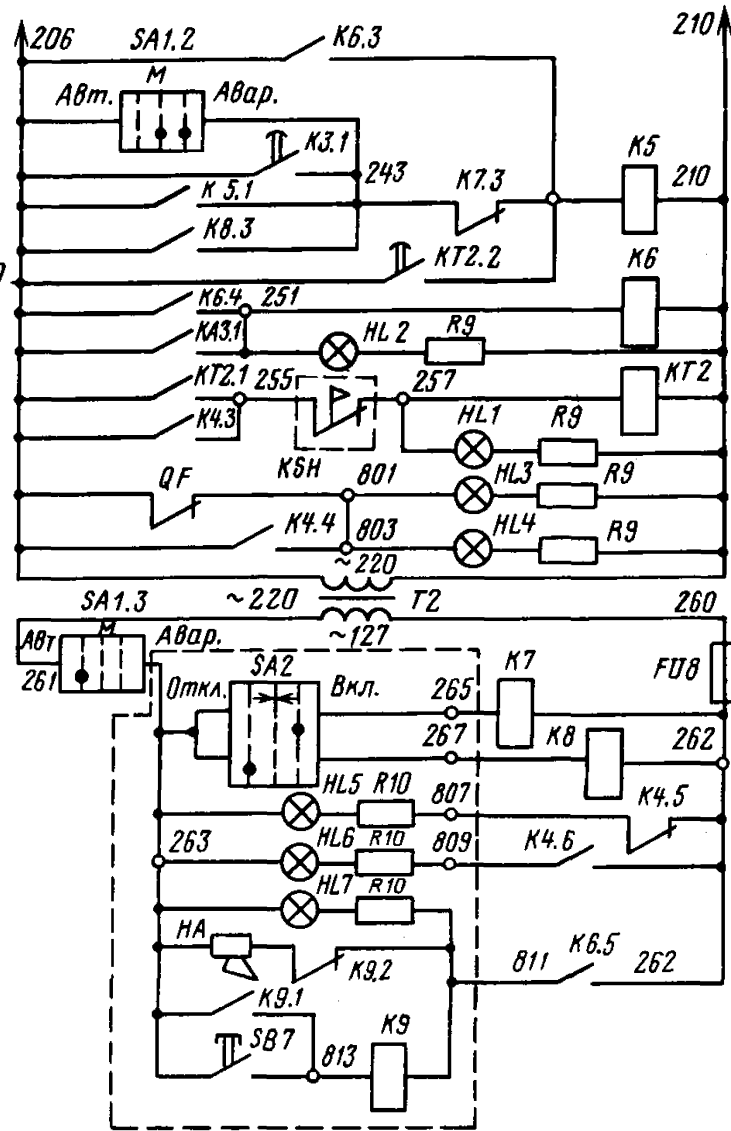 206 SA1.2 K6.3 210
М
Авт. Авар.
K3.1 K5
243 K7.3 210
K5.1
K8.3
KT2.2 K6
K6.4 251
KA3.1 HL2 R9
KT2.1 255 257 KT2
K4.3 HL1 R9
KSH
QF 801 HL3 R9
K4.4 803 HL4 R9
~220
SA1.3 ~220 T2 260
М Авар. ~127
Авт SA2 K7 FU8
261 Откл. Вкл. 265
267 K8 262
HL5 R10 807 K4.5
263 HL6 R10 809 K4.6
HL7 R10
HA K9.2 811 K6.5 262
K9.1
SB7 813 K9